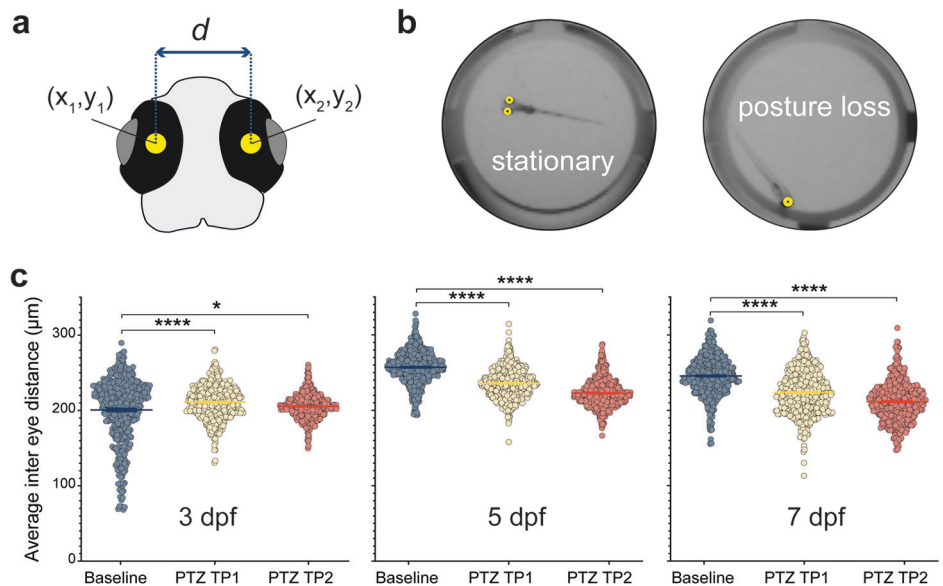 a
d
(x1,y1)
(x2,y2)
b
stationary
posture loss
c
Average inter eye distance (μm)
300
200
100
0
*
****
3 dpf
Baseline PTZ TP1 PTZ TP2
****
****
5 dpf
Baseline PTZ TP1 PTZ TP2
****
****
7 dpf
Baseline PTZ TP1 PTZ TP2